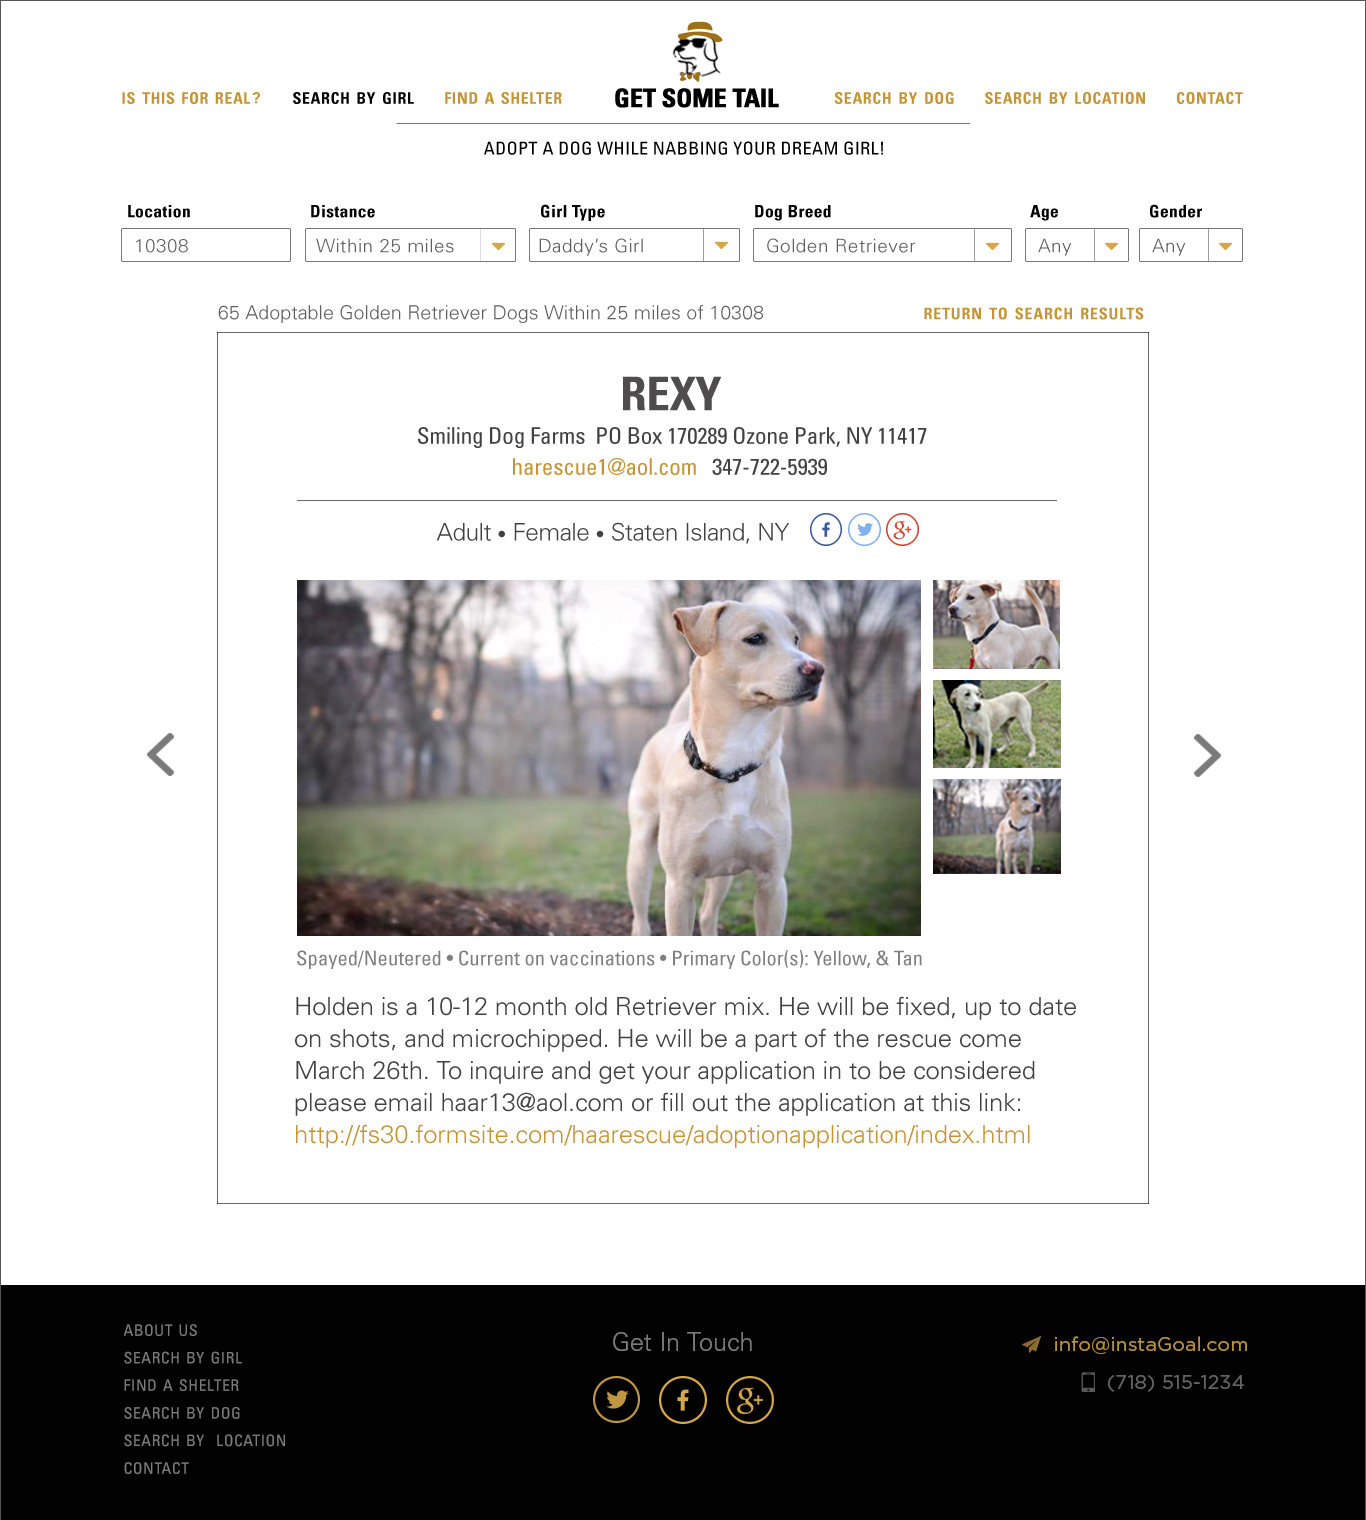 IS THIS FOR REAL? SEARCH BY GIRL FIND A SHELTER GET SOME TAIL SEARCH BY DOG SEARCH BY LOCATION CONTACT
ADOPT A DOG WHILE NABBING YOUR DREAM GIRL!
Location Distance Girl Type Dog Breed Age Gender
10308 Within 25 miles Daddy's Girl Golden Retriever Any Any
65 Adoptable Golden Retriever Dogs Within 25 miles of 10308 RETURN TO SEARCH RESULTS
REXY
Smiling Dog Farms PO Box 170289 Ozone Park, NY 11417
harescue1@aol.com 347-722-5939
Adult • Female • Staten Island, NY f g+
Spayed/Neutered • Current on vaccinations • Primary Color(s): Yellow, & Tan
Holden is a 10-12 month old Retriever mix. He will be fixed, up to date
on shots, and microchipped. He will be a part of the rescue come
March 26th. To inquire and get your application in to be considered
please email haar13@aol.com or fill out the application at this link:
http://fs30.formsite.com/haarescue/adoptionapplication/index.html
ABOUT US
SEARCH BY GIRL
FIND A SHELTER
SEARCH BY DOG
SEARCH BY LOCATION
CONTACT
Get In Touch
f g+
info@instaGoal.com
(718) 515-1234